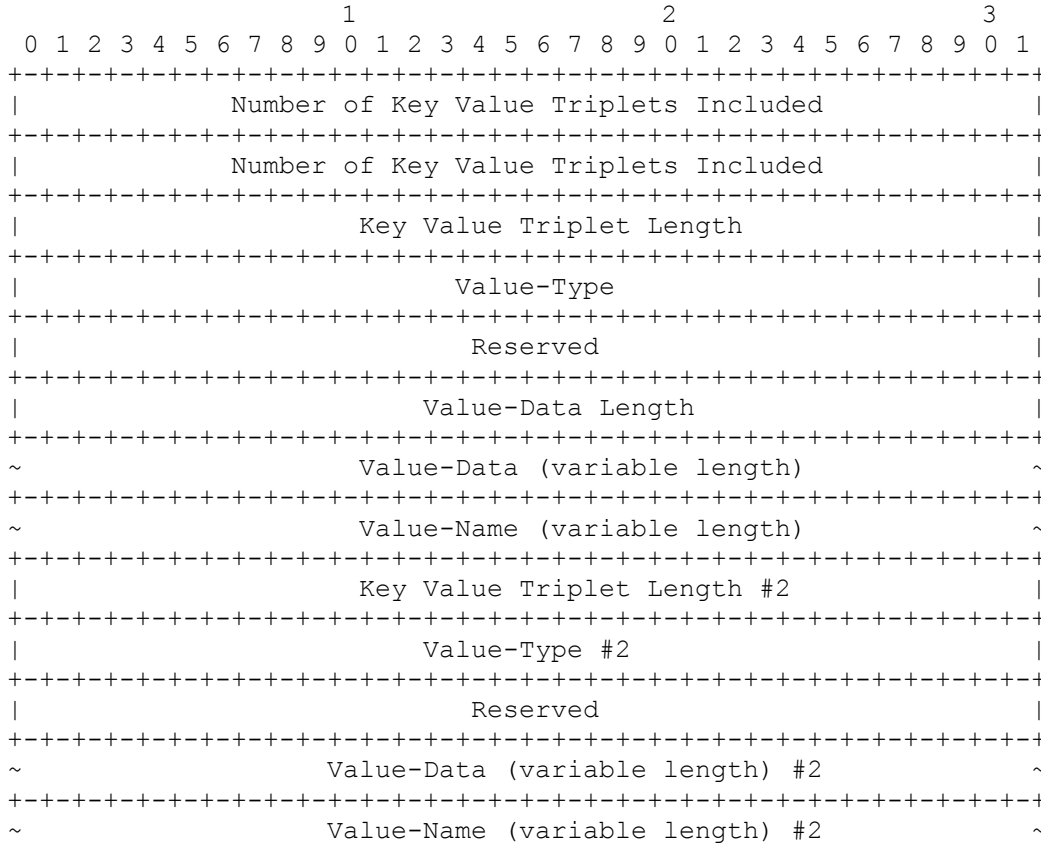 1                   2                   3
 0 1 2 3 4 5 6 7 8 9 0 1 2 3 4 5 6 7 8 9 0 1 2 3 4 5 6 7 8 9 0 1
+-+-+-+-+-+-+-+-+-+-+-+-+-+-+-+-+-+-+-+-+-+-+-+-+-+-+-+-+-+-+-+-+
|             Number of Key Value Triplets Included             |
+-+-+-+-+-+-+-+-+-+-+-+-+-+-+-+-+-+-+-+-+-+-+-+-+-+-+-+-+-+-+-+-+
|             Number of Key Value Triplets Included             |
+-+-+-+-+-+-+-+-+-+-+-+-+-+-+-+-+-+-+-+-+-+-+-+-+-+-+-+-+-+-+-+-+
|                     Key Value Triplet Length                  |
+-+-+-+-+-+-+-+-+-+-+-+-+-+-+-+-+-+-+-+-+-+-+-+-+-+-+-+-+-+-+-+-+
|                           Value-Type                          |
+-+-+-+-+-+-+-+-+-+-+-+-+-+-+-+-+-+-+-+-+-+-+-+-+-+-+-+-+-+-+-+-+
|                            Reserved                           |
+-+-+-+-+-+-+-+-+-+-+-+-+-+-+-+-+-+-+-+-+-+-+-+-+-+-+-+-+-+-+-+-+
|                         Value-Data Length                     |
+-+-+-+-+-+-+-+-+-+-+-+-+-+-+-+-+-+-+-+-+-+-+-+-+-+-+-+-+-+-+-+-+
~                     Value-Data (variable length)              ~
+-+-+-+-+-+-+-+-+-+-+-+-+-+-+-+-+-+-+-+-+-+-+-+-+-+-+-+-+-+-+-+-+
~                     Value-Name (variable length)              ~
+-+-+-+-+-+-+-+-+-+-+-+-+-+-+-+-+-+-+-+-+-+-+-+-+-+-+-+-+-+-+-+-+
|                     Key Value Triplet Length #2               |
+-+-+-+-+-+-+-+-+-+-+-+-+-+-+-+-+-+-+-+-+-+-+-+-+-+-+-+-+-+-+-+-+
|                         Value-Type #2                         |
+-+-+-+-+-+-+-+-+-+-+-+-+-+-+-+-+-+-+-+-+-+-+-+-+-+-+-+-+-+-+-+-+
|                            Reserved                           |
+-+-+-+-+-+-+-+-+-+-+-+-+-+-+-+-+-+-+-+-+-+-+-+-+-+-+-+-+-+-+-+-+
~                   Value-Data (variable length) #2             ~
+-+-+-+-+-+-+-+-+-+-+-+-+-+-+-+-+-+-+-+-+-+-+-+-+-+-+-+-+-+-+-+-+
~                   Value-Name (variable length) #2             ~